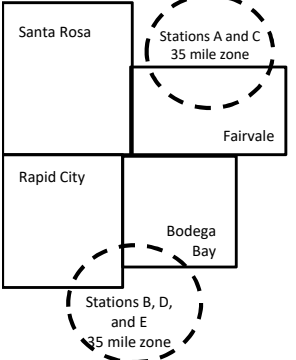 Santa Rosa
Stations A and C
35 mile zone
Fairvale
Rapid City
Bodega
Bay
Stations B, D,
and E
35 mile zone